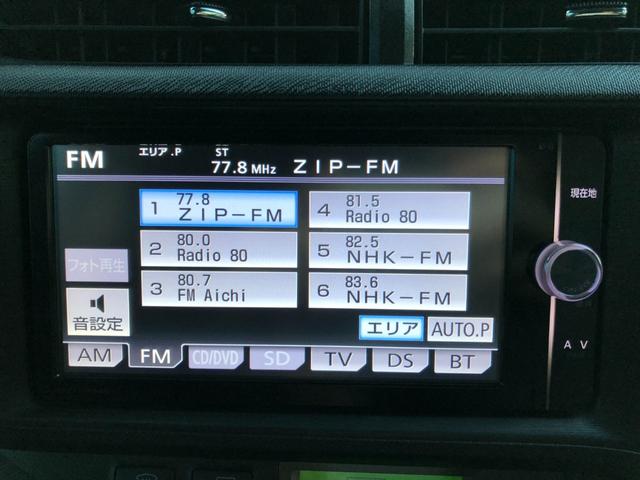 エリア.P ST
FM 77.8 MHz ZIP-FM
1 77.8 ZIP-FM
2 80.0 Radio 80
3 80.7 FM Aichi
4 81.5 Radio 80
5 82.5 NHK-FM
6 83.6 NHK-FM
フォト再生
音設定
エリア AUTO.P
AM FM CD/DVD SD TV DS BT
現在地
AV